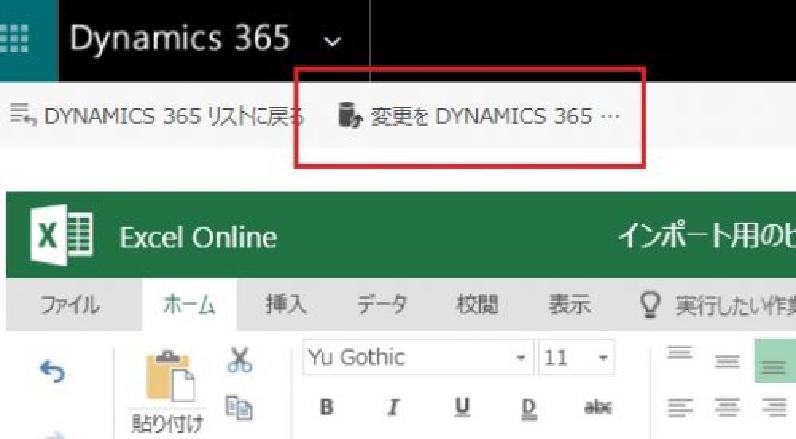 Dynamics 365
DYNAMICS 365 リストに戻る 変更を DYNAMICS 365 …
Excel Online インポート用の
ファイル ホーム 挿入 データ 校閲 表示 実行したい作業
Yu Gothic 11
貼り付け B I U D abc